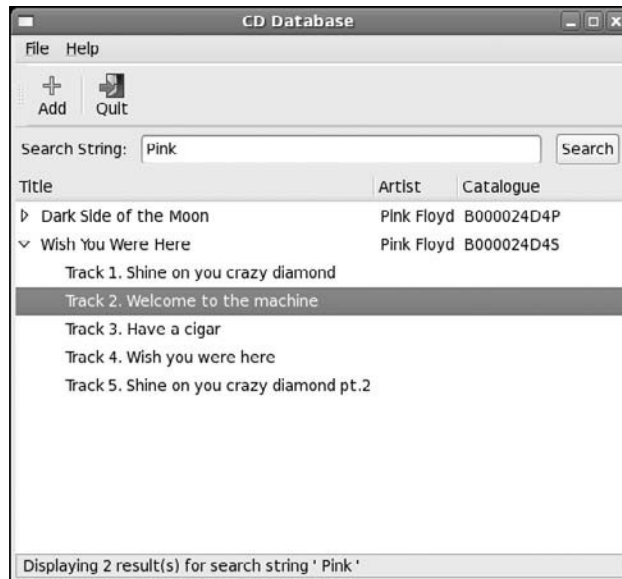 CD Database
File Help
Add Quit
Search String: Pink Search
Title Artist Catalogue
Dark Side of the Moon Pink Floyd B000024D4P
Wish You Were Here Pink Floyd B000024D4S
Track 1. Shine on you crazy diamond
Track 2. Welcome to the machine
Track 3. Have a cigar
Track 4. Wish you were here
Track 5. Shine on you crazy diamond pt.2
Displaying 2 result(s) for search string ' Pink '